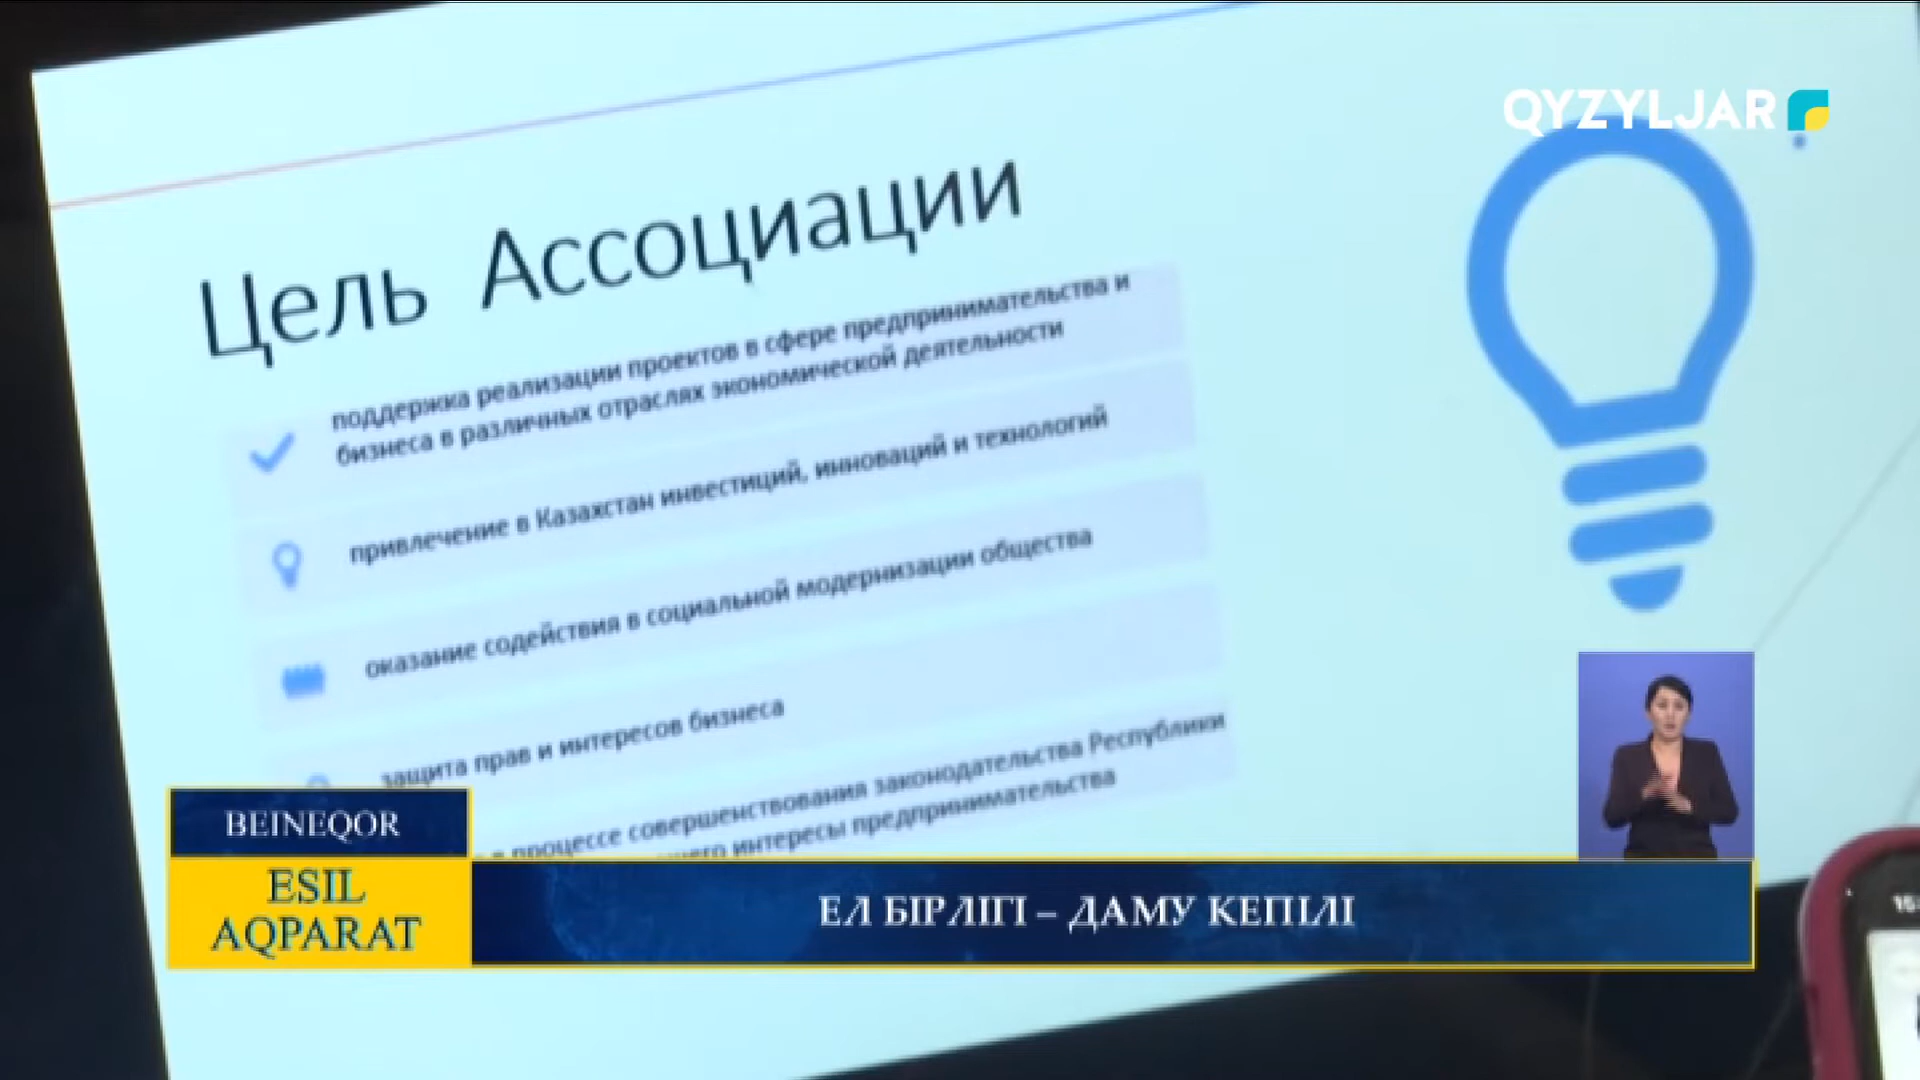 QYZYLJAR
Цель Ассоциации
поддержка реализации проектов в сфере предпринимательства и
бизнеса в различных отраслях экономической деятельности
привлечение в Казахстан инвестиций, инноваций и технологий
оказание содействия в социальной модернизации общества
защита прав и интересов бизнеса
в процессе совершенствования законодательства Республики
интересы предпринимательства
BEINEQOR
ESIL
AQPARAT
ЕЛ БІРЛІГІ – ДАМУ КЕПІЛІ